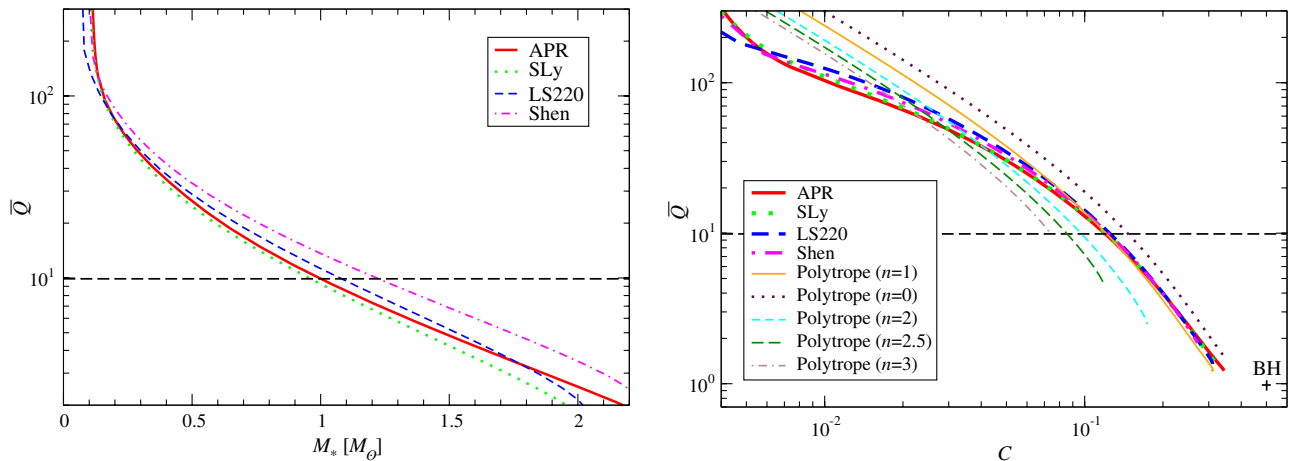 APR
SLy
LS220
Shen
10²
10¹
Q̅
0
0.5
1
1.5
2
M* [M⊙]
APR
SLy
LS220
Shen
Polytrope (n=1)
Polytrope (n=0)
Polytrope (n=2)
Polytrope (n=2.5)
Polytrope (n=3)
BH
10²
10¹
10⁰
Q̅
10⁻²
10⁻¹
C